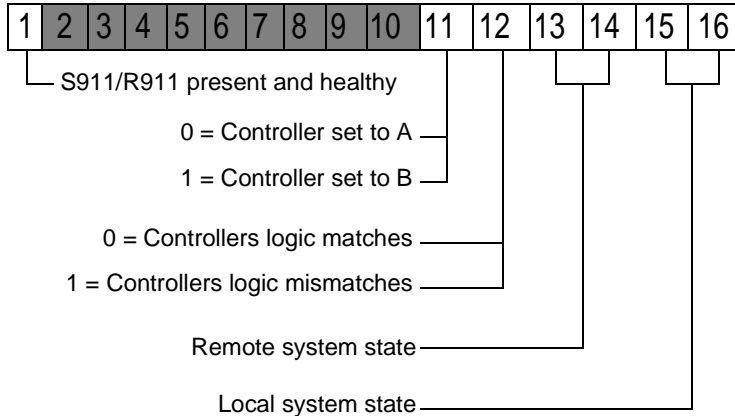 1 2 3 4 5 6 7 8 9 10 11 12 13 14 15 16
S911/R911 present and healthy
0 = Controller set to A
1 = Controller set to B
0 = Controllers logic matches
1 = Controllers logic mismatches
Remote system state
Local system state